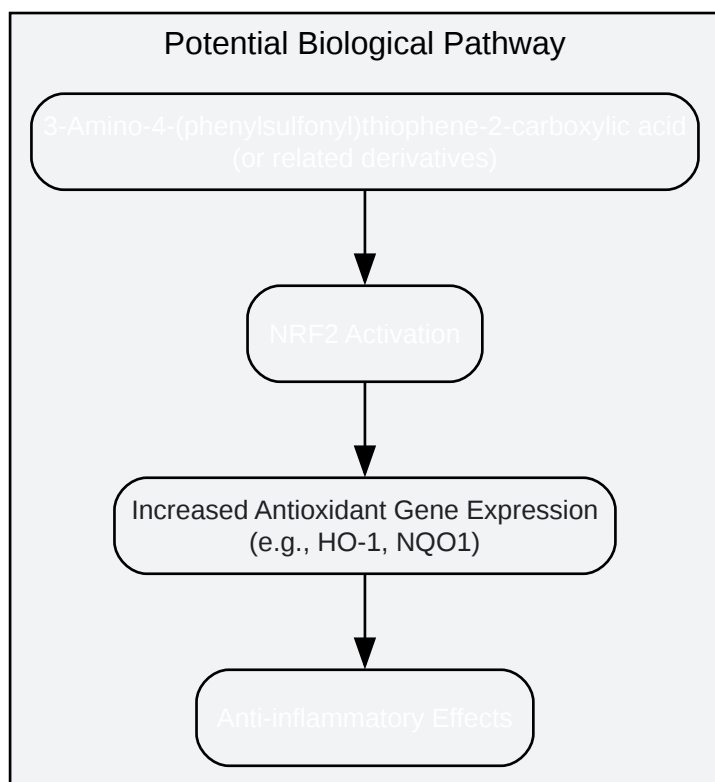 Potential Biological Pathway
3-Amino-4-(phenylsulfonyl)thiophene-2-carboxylic acid
(or related derivatives)
NRF2 Activation
Increased Antioxidant Gene Expression
(e.g., HO-1, NQO1)
Anti-inflammatory Effects